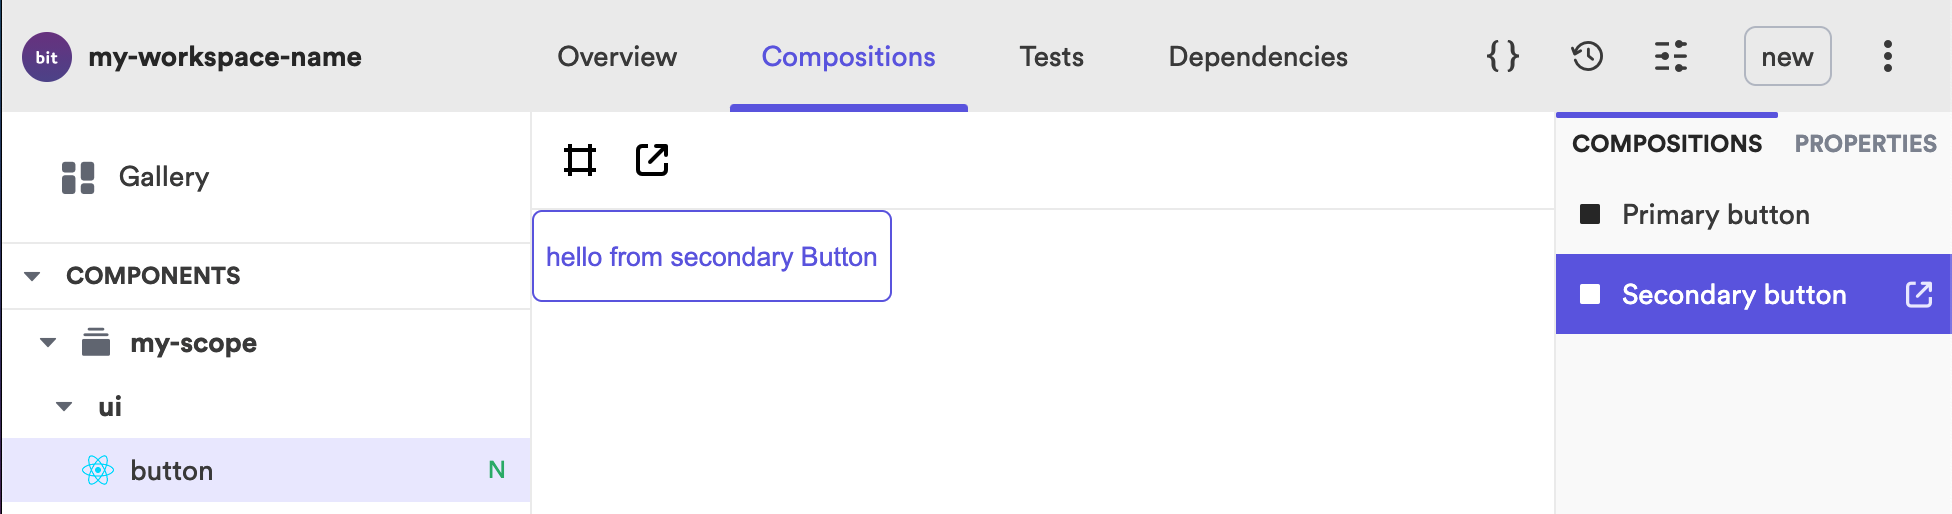 bit my-workspace-name Overview Compositions Tests Dependencies {} new
Gallery
COMPONENTS
my-scope
ui
button N
hello from secondary Button
COMPOSITIONS PROPERTIES
Primary button
Secondary button